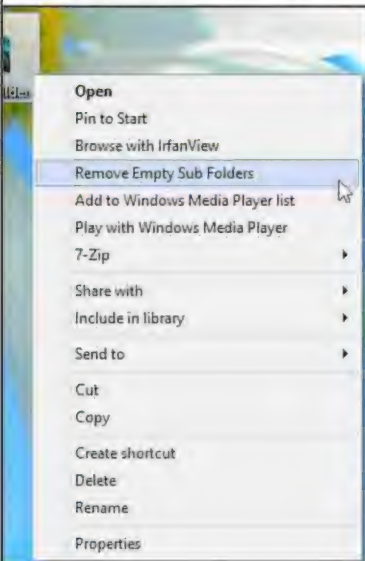 Open
Pin to Start
Browse with IrfanView
Remove Empty Sub Folders
Add to Windows Media Player list
Play with Windows Media Player
7-Zip
Share with
Include in library
Send to
Cut
Copy
Create shortcut
Delete
Rename
Properties